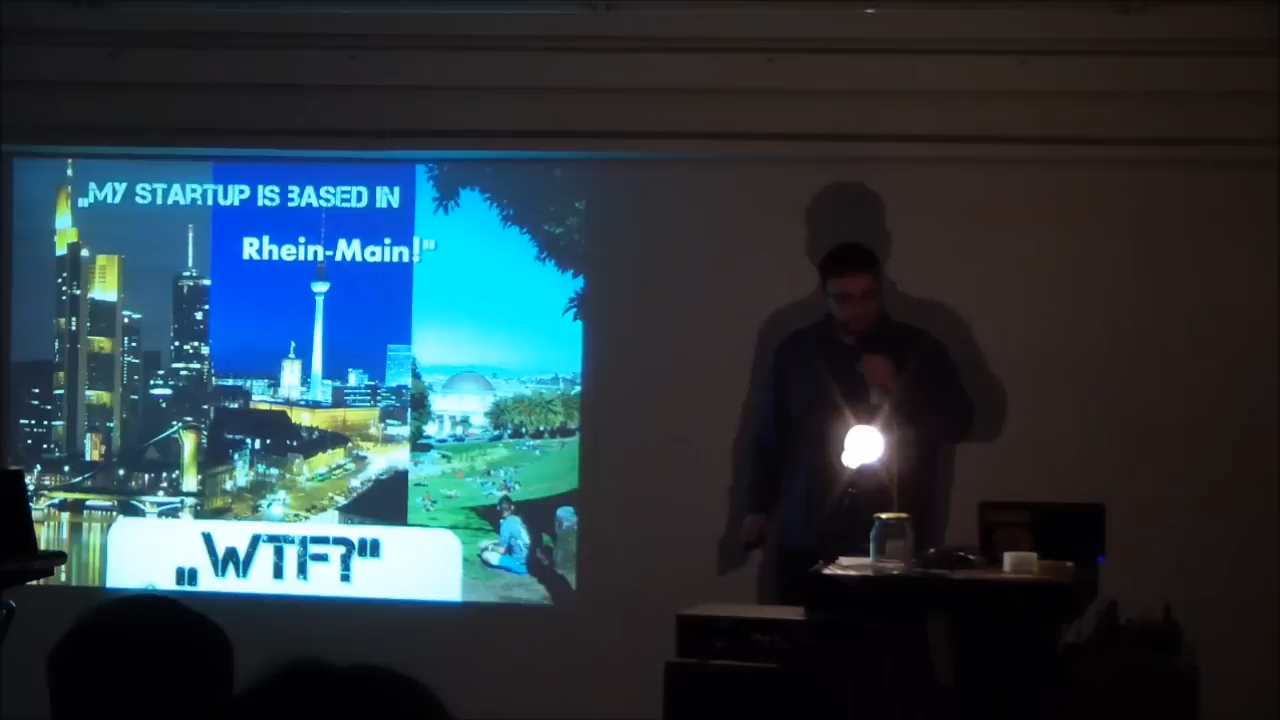 „MY STARTUP IS BASED IN
Rhein-Main!"
„WTF?"